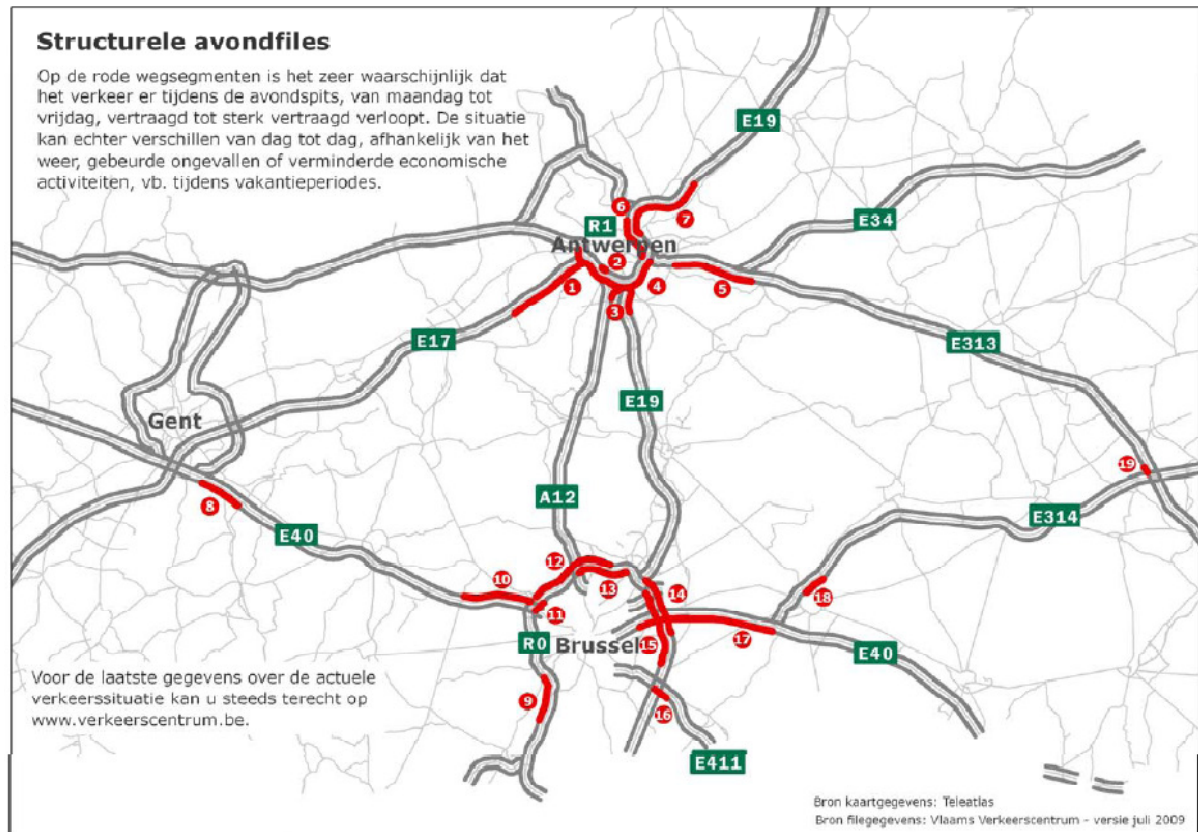 Structurele avondfiles
Op de rode wegsegmenten is het zeer waarschijnlijk dat
het verkeer er tijdens de avondspits, van maandag tot
vrijdag, vertraagd tot sterk vertraagd verloopt. De situatie
kan echter verschillen van dag tot dag, afhankelijk van het
weer, gebeurde ongevallen of verminderde economische
activiteiten, vb. tijdens vakantieperiodes.
E19
6
R1
7
E34
Antwerpen
2
1
4
5
3
E17
E313
E19
Gent
19
A12
8
E314
E40
12
10
13
14
18
11
R0
Brussel
15
17
E40
Voor de laatste gegevens over de actuele
verkeerssituatie kan u steeds terecht op
www.verkeerscentrum.be.
9
16
E411
Bron kaartgegevens: Teleatlas
Bron filegegevens: Vlaams Verkeerscentrum – versie juli 2009